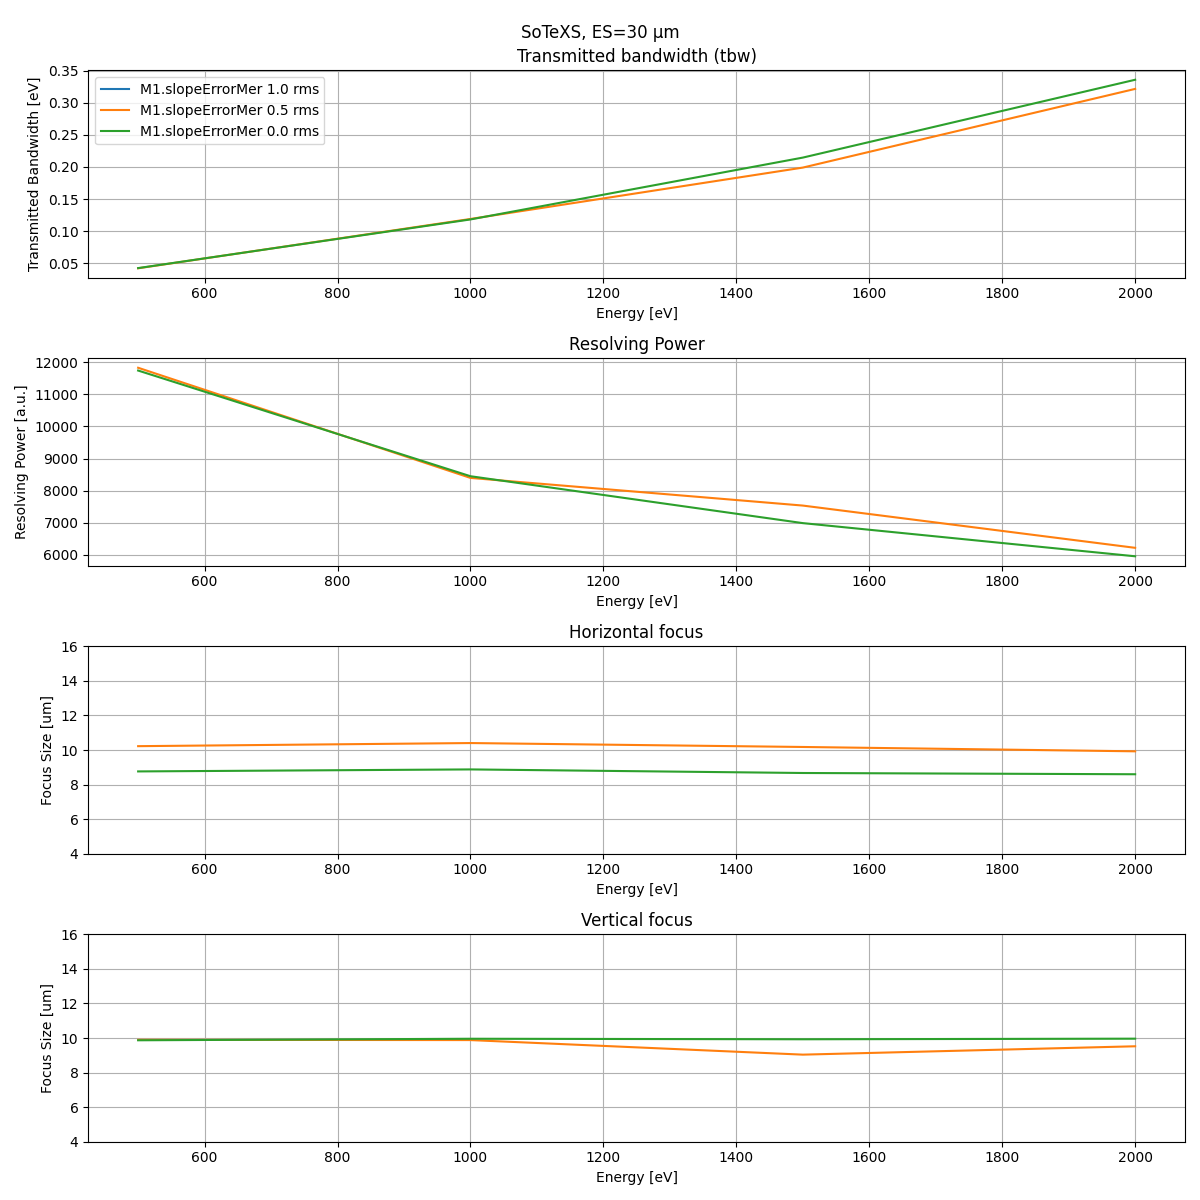 SoTeXS, ES=30 µm
Transmitted bandwidth (tbw)
Transmitted Bandwidth [eV]
0.35
0.30
0.25
0.20
0.15
0.10
0.05
M1.slopeErrorMer 1.0 rms
M1.slopeErrorMer 0.5 rms
M1.slopeErrorMer 0.0 rms
600 800 1000 1200 1400 1600 1800 2000
Energy [eV]
Resolving Power
Resolving Power [a.u.]
12000
11000
10000
9000
8000
7000
6000
600 800 1000 1200 1400 1600 1800 2000
Energy [eV]
Horizontal focus
Focus Size [um]
16
14
12
10
8
6
4
600 800 1000 1200 1400 1600 1800 2000
Energy [eV]
Vertical focus
Focus Size [um]
16
14
12
10
8
6
4
600 800 1000 1200 1400 1600 1800 2000
Energy [eV]